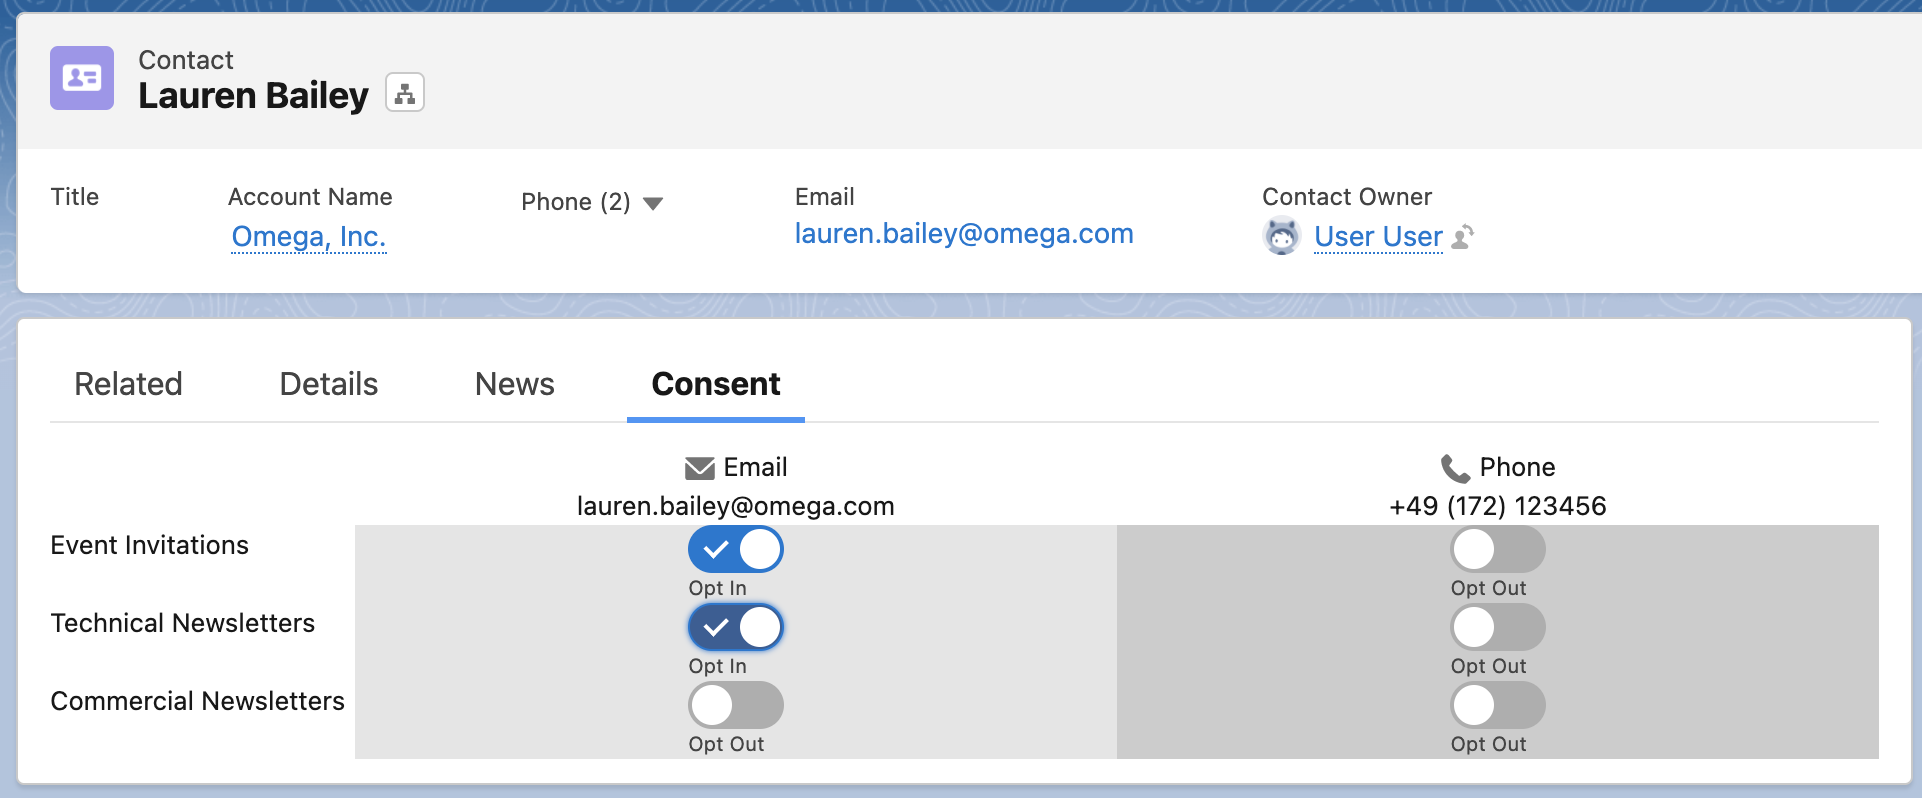 Contact
Lauren Bailey
Title
Account Name
Omega, Inc.
Phone (2)
Email
lauren.bailey@omega.com
Contact Owner
User User
Related Details News Consent
Email
lauren.bailey@omega.com
Phone
+49 (172) 123456
Event Invitations
Opt In
Opt Out
Technical Newsletters
Opt In
Opt Out
Commercial Newsletters
Opt Out
Opt Out